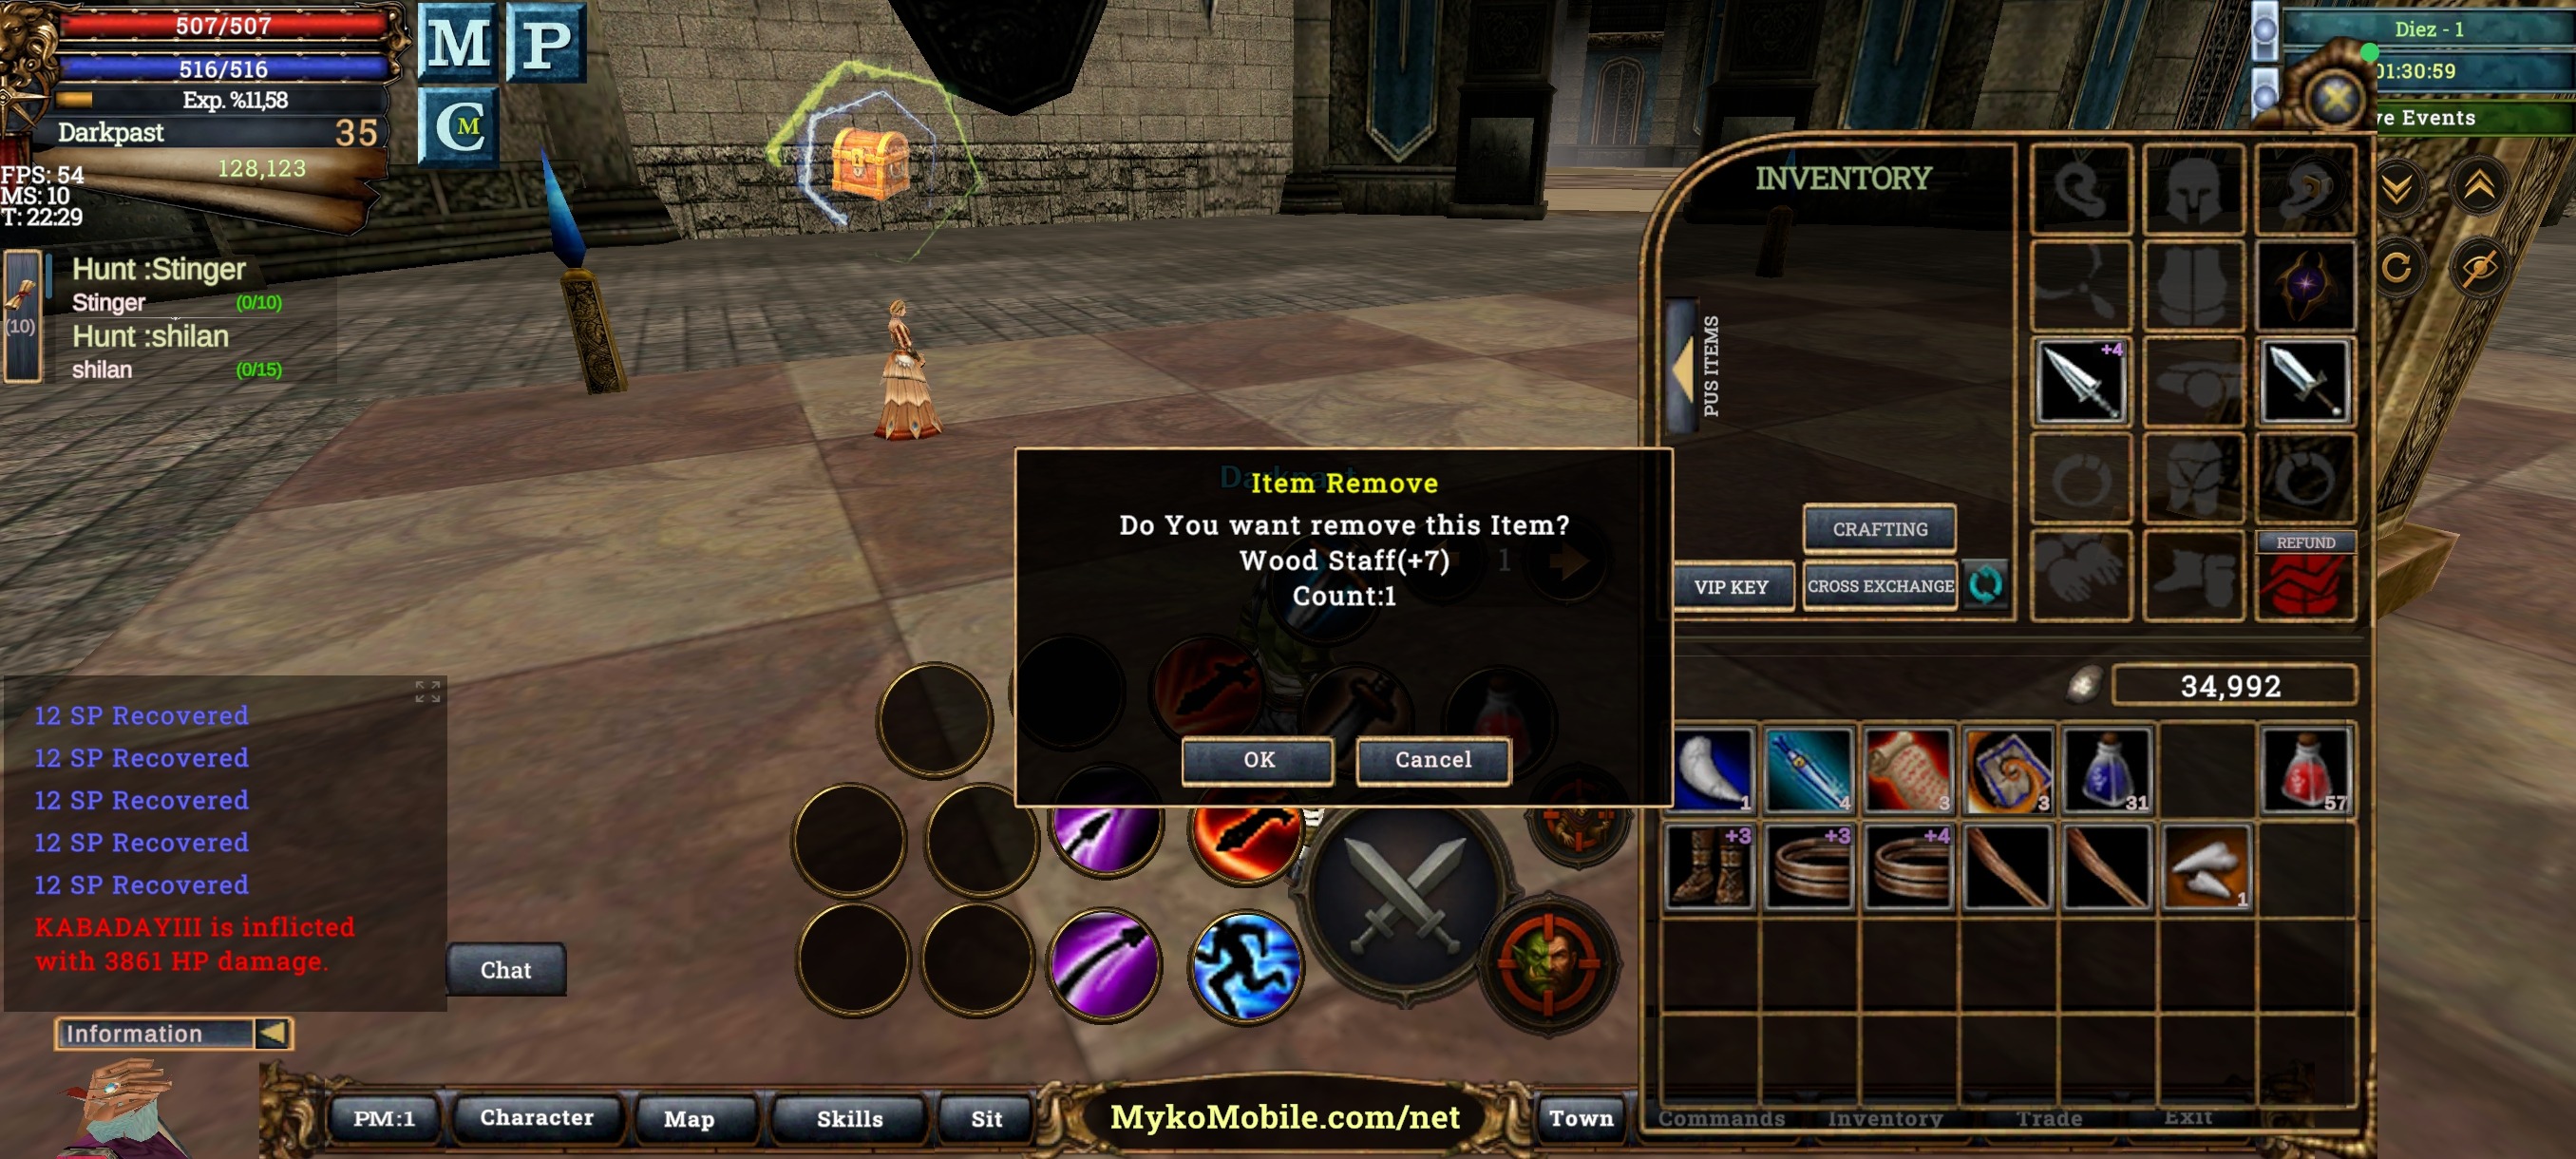 507/507
516/516
Exp. %11,58
Darkpast
35
128,123
FPS: 54
MS: 10
T: 22:29
M
P
C
M
Hunt :Stinger
Stinger
(0/10)
(10)
Hunt :shilan
shilan
(0/15)
Diez - 1
01:30:59
ve Events
INVENTORY
PUS ITEMS
+4
CRAFTING
VIP KEY
CROSS EXCHANGE
REFUND
Darkpast
Item Remove
Do You want remove this Item?
Wood Staff(+7)
Count:1
1
OK
Cancel
34,992
1
4
3
3
31
57
+3
+3
+4
1
12 SP Recovered
12 SP Recovered
12 SP Recovered
12 SP Recovered
12 SP Recovered
KABADAYIII is inflicted
with 3861 HP damage.
Chat
Information
PM:1
Character
Map
Skills
Sit
MykoMobile.com/net
Town
Commands
Inventory
Trade
Exit